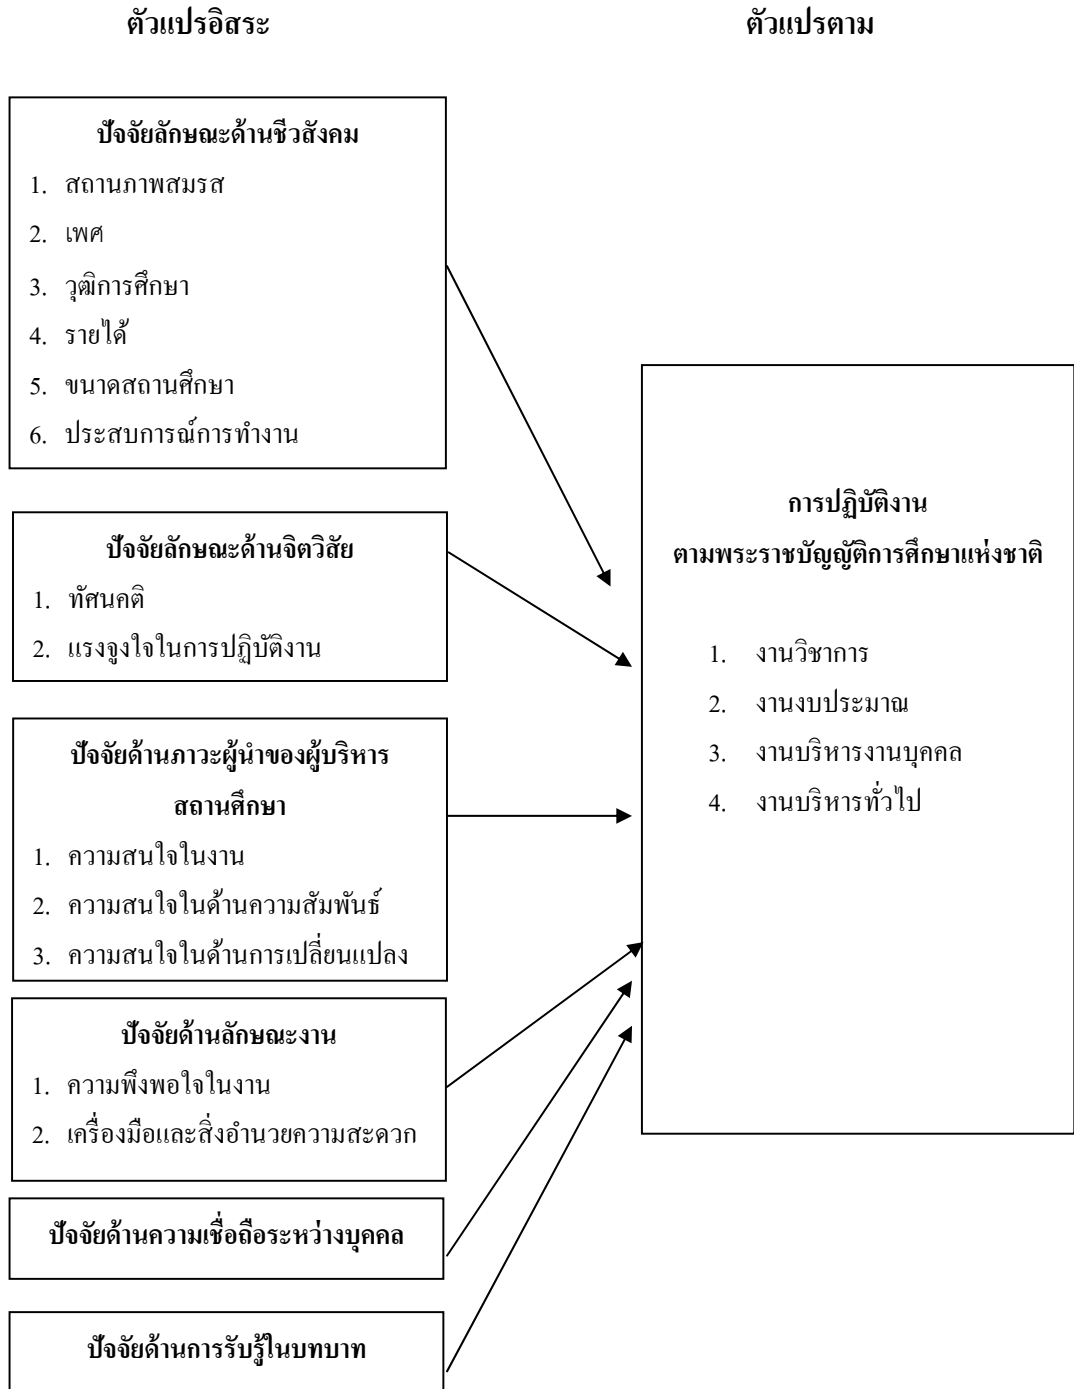 ตัวแปรอิสระ
ตัวแปรตาม
ปัจจัยลักษณะด้านชีวสังคม
1. สถานภาพสมรส
2. เพศ
3. วุฒิการศึกษา
4. รายได้
5. ขนาดสถานศึกษา
6. ประสบการณ์การทำงาน
ปัจจัยลักษณะด้านจิตวิสัย
1. ทัศนคติ
2. แรงจูงใจในการปฏิบัติงาน
ปัจจัยด้านภาวะผู้นำของผู้บริหาร
สถานศึกษา
1. ความสนใจในงาน
2. ความสนใจในด้านความสัมพันธ์
3. ความสนใจในด้านการเปลี่ยนแปลง
ปัจจัยด้านลักษณะงาน
1. ความพึงพอใจในงาน
2. เครื่องมือและสิ่งอำนวยความสะดวก
ปัจจัยด้านความเชื่อถือระหว่างบุคคล
ปัจจัยด้านการรับรู้ในบทบาท
การปฏิบัติงาน
ตามพระราชบัญญัติการศึกษาแห่งชาติ
1. งานวิชาการ
2. งานงบประมาณ
3. งานบริหารงานบุคคล
4. งานบริหารทั่วไป